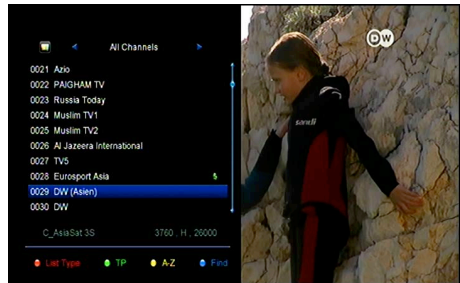 All Channels
0021 Azio
0022 PAIGHAM TV
0023 Russia Today
0024 Muslim TV1
0025 Muslim TV2
0026 Al Jazeera International
0027 TV5
0028 Eurosport Asia $
0029 DW (Asien)
0030 DW
C_AsiaSat 3S 3760 . H . 26000
List Type TP A-Z Find
DW